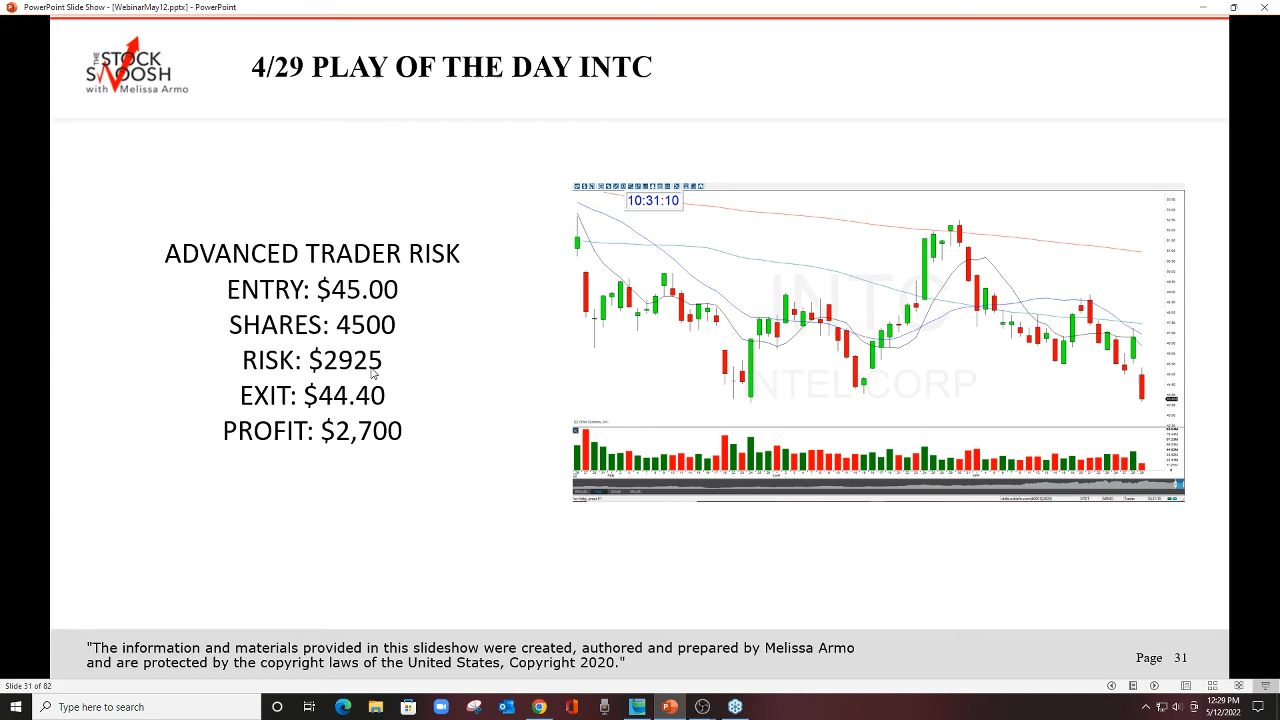 PowerPoint Slide Show - [WebinarMay12.pptx] - PowerPoint
THE
STOCK
SWOOSH
with Melissa Armo
4/29 PLAY OF THE DAY INTC
ADVANCED TRADER RISK
ENTRY: $45.00
SHARES: 4500
RISK: $2925
EXIT: $44.40
PROFIT: $2,700
10:31:10
INTC
INTEL CORP
"The information and materials provided in this slideshow were created, authored and prepared by Melissa Armo
and are protected by the copyright laws of the United States, Copyright 2020."
Page 31
Slide 31 of 82
Type here to search
12:29 PM
5/12/2022